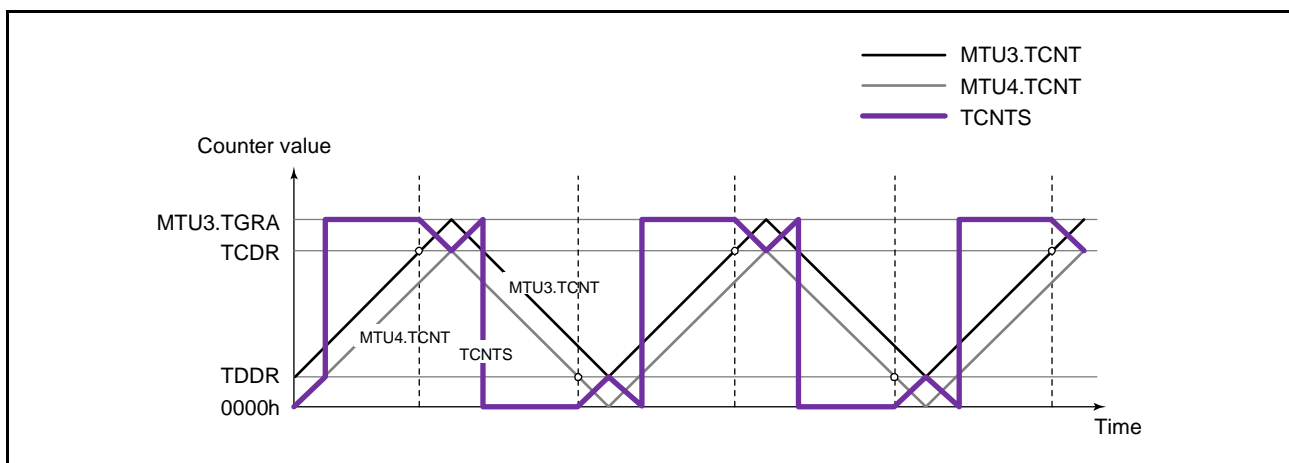 MTU3.TCNT
MTU4.TCNT
TCNTS
Counter value
MTU3.TGRA
TCDR
MTU3.TCNT
MTU4.TCNT
TCNTS
TDDR
0000h
Time